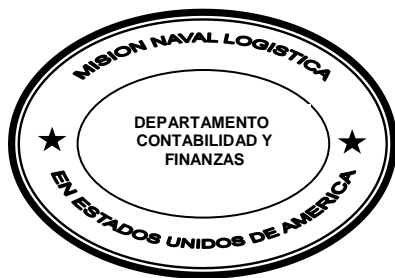 MISION NAVAL LOGISTICA
DEPARTAMENTO
CONTABILIDAD Y
FINANZAS
EN ESTADOS UNIDOS DE AMERICA